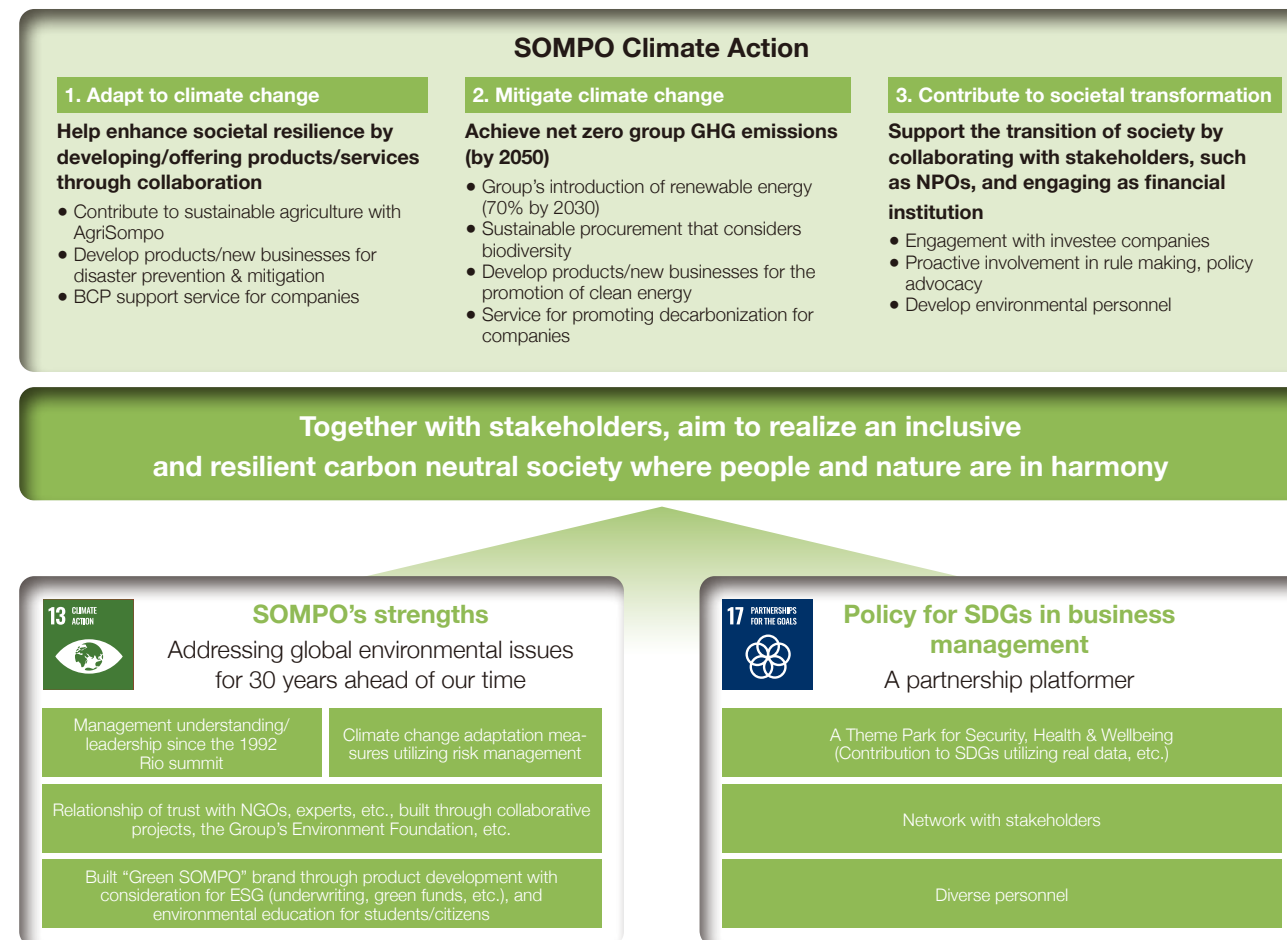 SOMPO Climate Action
1. Adapt to climate change
Help enhance societal resilience by
developing/offering products/services
through collaboration
• Contribute to sustainable agriculture with
AgriSompo
• Develop products/new businesses for
disaster prevention & mitigation
• BCP support service for companies
2. Mitigate climate change
Achieve net zero group GHG emissions
(by 2050)
• Group's introduction of renewable energy
(70% by 2030)
• Sustainable procurement that considers
biodiversity
• Develop products/new businesses for the
promotion of clean energy
• Service for promoting decarbonization for
companies
3. Contribute to societal transformation
Support the transition of society by
collaborating with stakeholders, such
as NPOs, and engaging as financial
institution
• Engagement with investee companies
• Proactive involvement in rule making, policy
advocacy
• Develop environmental personnel
Together with stakeholders, aim to realize an inclusive
and resilient carbon neutral society where people and nature are in harmony
13 CLIMATE
ACTION
SOMPO's strengths
Addressing global environmental issues
for 30 years ahead of our time
Management understanding/
leadership since the 1992
Rio summit
Climate change adaptation mea-
sures utilizing risk management
Relationship of trust with NGOs, experts, etc., built through collaborative
projects, the Group's Environment Foundation, etc.
Built “Green SOMPO” brand through product development with
consideration for ESG (underwriting, green funds, etc.), and
environmental education for students/citizens
17 PARTNERSHIPS
FOR THE GOALS
Policy for SDGs in business
management
A partnership platformer
A Theme Park for Security, Health & Wellbeing
(Contribution to SDGs utilizing real data, etc.)
Network with stakeholders
Diverse personnel